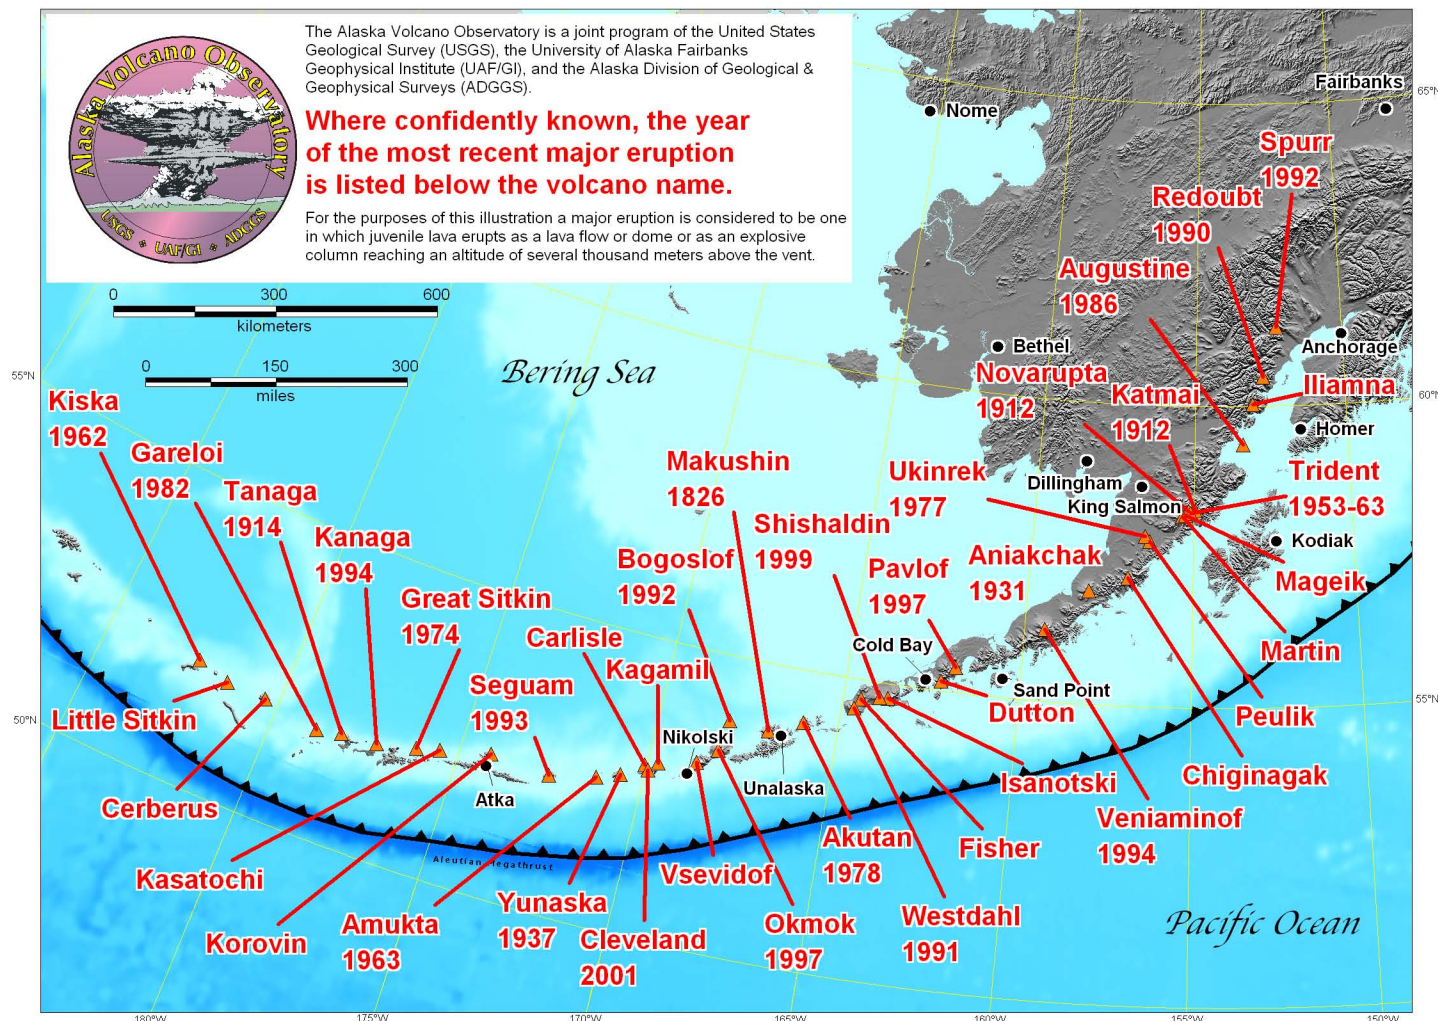 Alaska Volcano Observatory
USGS * UAF/GI * ADGGS
The Alaska Volcano Observatory is a joint program of the United States
Geological Survey (USGS), the University of Alaska Fairbanks
Geophysical Institute (UAF/GI), and the Alaska Division of Geological &
Geophysical Surveys (ADGGS).
Where confidently known, the year
of the most recent major eruption
is listed below the volcano name.
For the purposes of this illustration a major eruption is considered to be one
in which juvenile lava erupts as a lava flow or dome or as an explosive
column reaching an altitude of several thousand meters above the vent.
0 300 600
kilometers
0 150 300
miles
Bering Sea
Nome
Fairbanks
65°N
Spurr
1992
Redoubt
1990
Augustine
1986
Bethel
Anchorage
Novarupta
1912
Katmai
1912
Iliamna
60°N
Homer
55°N
Kiska
1962
Gareloi
1982
Tanaga
1914
Kanaga
1994
Great Sitkin
1974
Makushin
1826
Ukinrek
1977
Dillingham
King Salmon
Trident
1953-63
Kodiak
Shishaldin
1999
Bogoslof
1992
Pavlof
1997
Aniakchak
1931
Mageik
Martin
Carlisle
Kagamil
Seguam
1993
Cold Bay
Sand Point
Dutton
Peulik
55°N
50°N
Little Sitkin
Nikolski
Unalaska
Atka
Isanotski
Chiginagak
Cerberus
Veniaminof
1994
Akutan
1978
Fisher
Aleutian Megathrust
Kasatochi
Vsevidof
Yunaska
1937
Amukta
1963
Korovin
Cleveland
2001
Okmok
1997
Westdahl
1991
Pacific Ocean
180°W
175°W
170°W
165°W
160°W
155°W
150°W